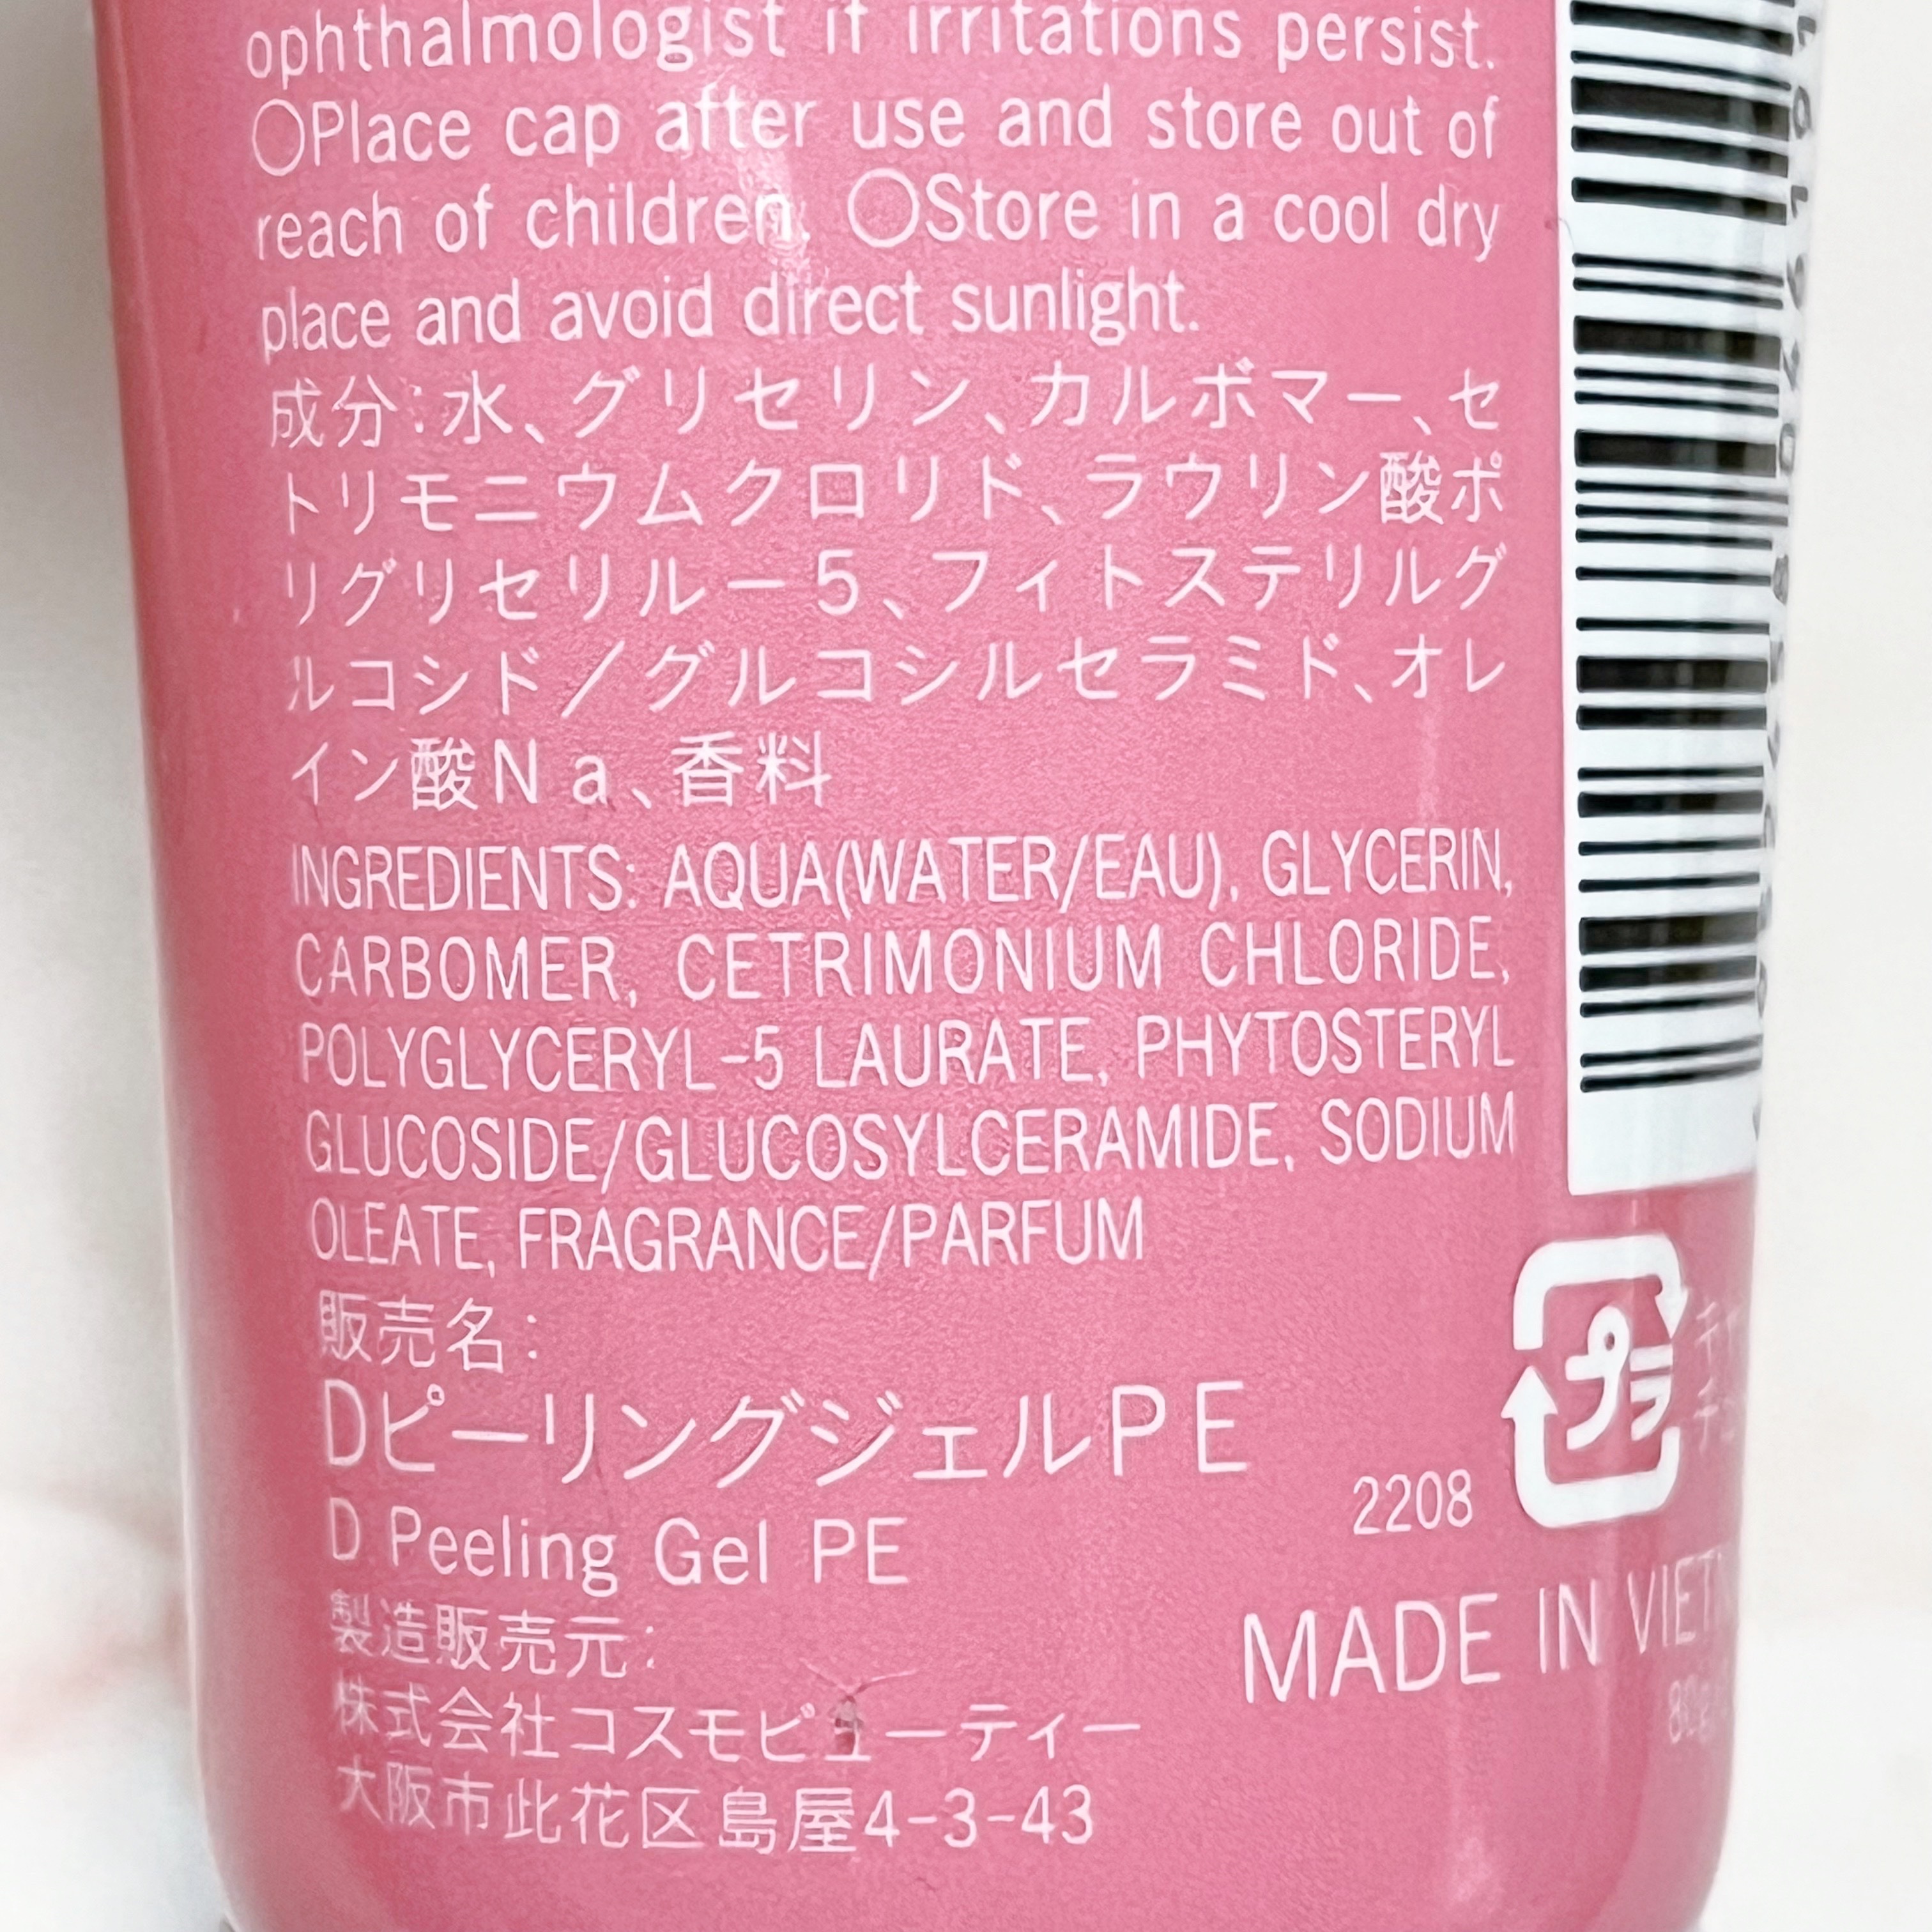 ophthalmologist if irritations persist.
○Place cap after use and store out of
reach of children. ○Store in a cool dry
place and avoid direct sunlight.
成分:水、グリセリン、カルボマー、セ
トリモニウムクロリド、ラウリン酸ポ
リグリセリル－5、フィトステリルグ
ルコシド／グルコシルセラミド、オレ
イン酸Na、香料
INGREDIENTS: AQUA(WATER/EAU), GLYCERIN,
CARBOMER, CETRIMONIUM CHLORIDE,
POLYGLYCERYL-5 LAURATE, PHYTOSTERYL
GLUCOSIDE/GLUCOSYLCERAMIDE, SODIUM
OLEATE, FRAGRANCE/PARFUM
販売名:
DピーリングジェルPE
D Peeling Gel PE
2208
プラ
製造販売元:
MADE IN
株式会社コスモビューティー
大阪市此花区島屋4-3-43